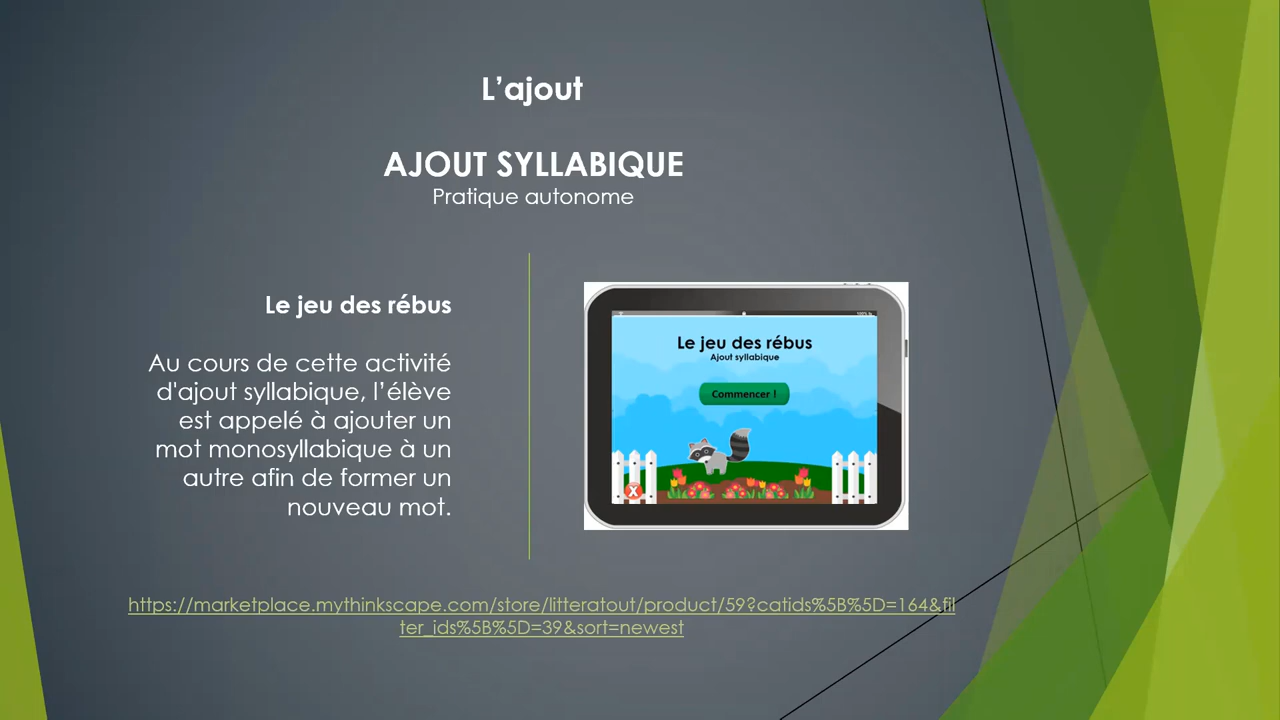 L’ajout
AJOUT SYLLABIQUE
Pratique autonome
Le jeu des rébus
Au cours de cette activité
d'ajout syllabique, l’élève
est appelé à ajouter un
mot monosyllabique à un
autre afin de former un
nouveau mot.
Le jeu des rébus
Ajout syllabique
Commencer !
X
https://marketplace.mythinkscape.com/store/litteratout/product/59?catids%5B%5D=164&fil
ter_ids%5B%5D=39&sort=newest